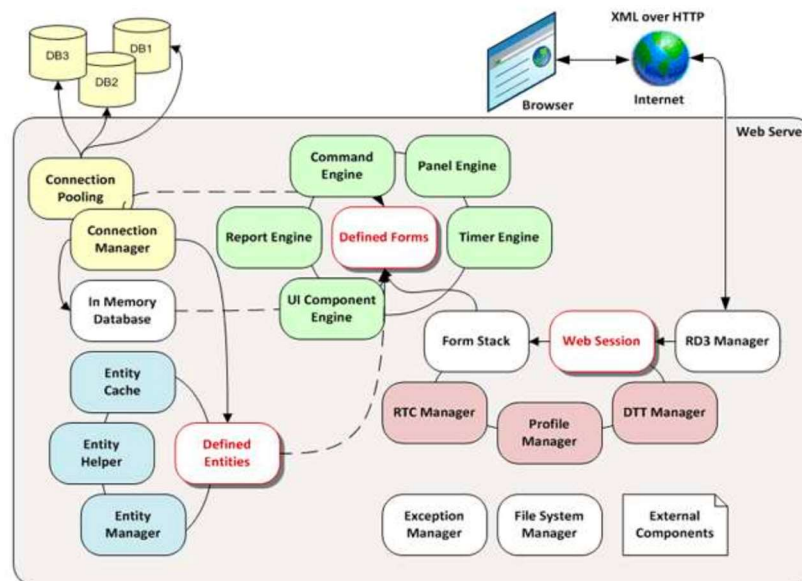 XML over HTTP
DB3
DB1
DB2
Browser
Internet
Web Serve
Connection
Pooling
Command
Engine
Panel Engine
Connection
Manager
Report Engine
Defined Forms
Timer Engine
In Memory
Database
UI Component
Engine
Form Stack
Web Session
RD3 Manager
Entity
Cache
RTC Manager
Profile
Manager
DTT Manager
Entity
Helper
Defined
Entities
Entity
Manager
Exception
Manager
File System
Manager
External
Components